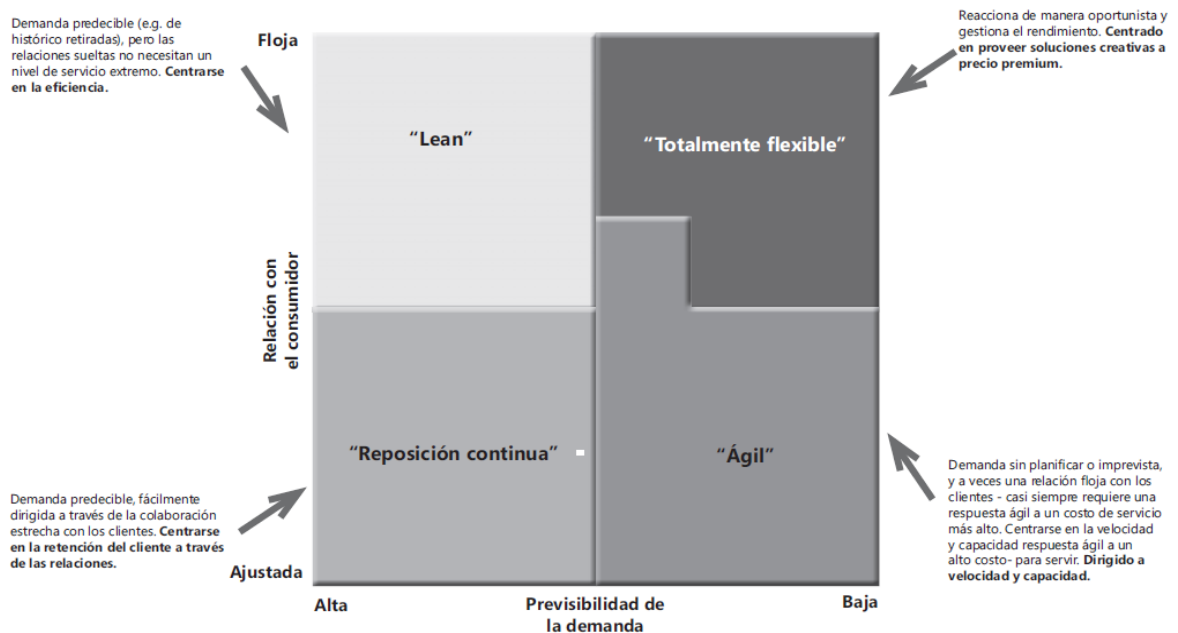 Demanda predecible (e.g. de
histórico retiradas), pero las
relaciones sueltas no necesitan un
nivel de servicio extremo. Centrarse
en la eficiencia.
Reacciona de manera oportunista y
gestiona el rendimiento. Centrado
en proveer soluciones creativas a
precio premium.
Floja
“Lean”
“Totalmente flexible”
Relación con
el consumidor
“Reposición continua”
“Ágil”
Demanda predecible, fácilmente
dirigida a través de la colaboración
estrecha con los clientes. Centrarse
en la retención del cliente a través
de las relaciones.
Demanda sin planificar o imprevista,
y a veces una relación floja con los
clientes - casi siempre requiere una
respuesta ágil a un costo de servicio
más alto. Centrarse en la velocidad
y capacidad respuesta ágil a un
alto costo- para servir. Dirigido a
velocidad y capacidad.
Ajustada
Alta
Previsibilidad de
la demanda
Baja